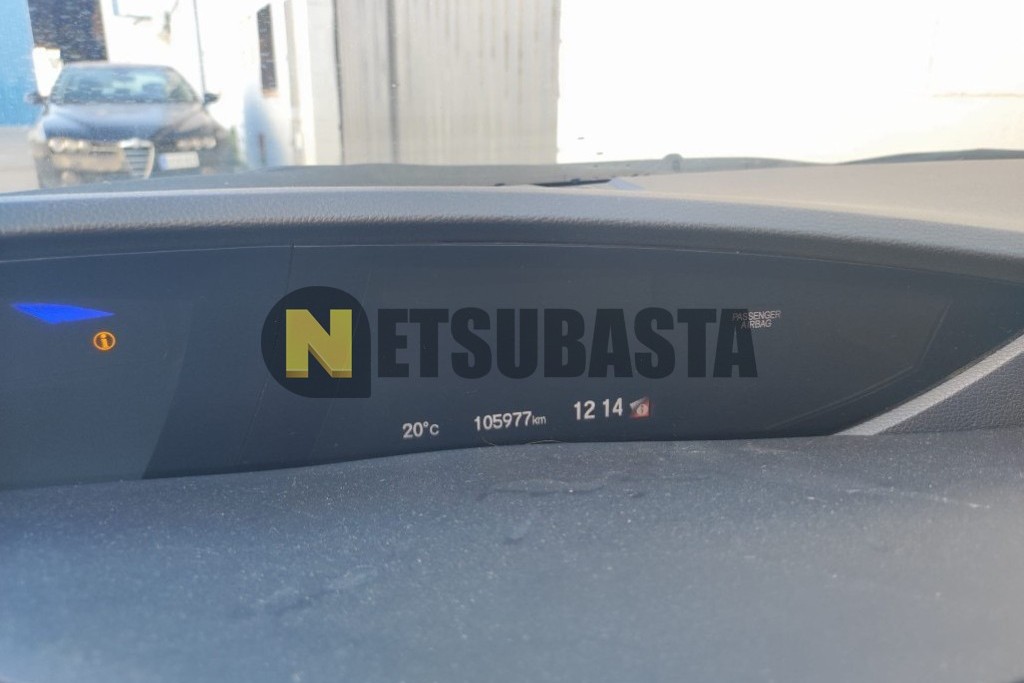 NETSUBASTA
PASSENGER
AIRBAG
20°C 105977km 12 14